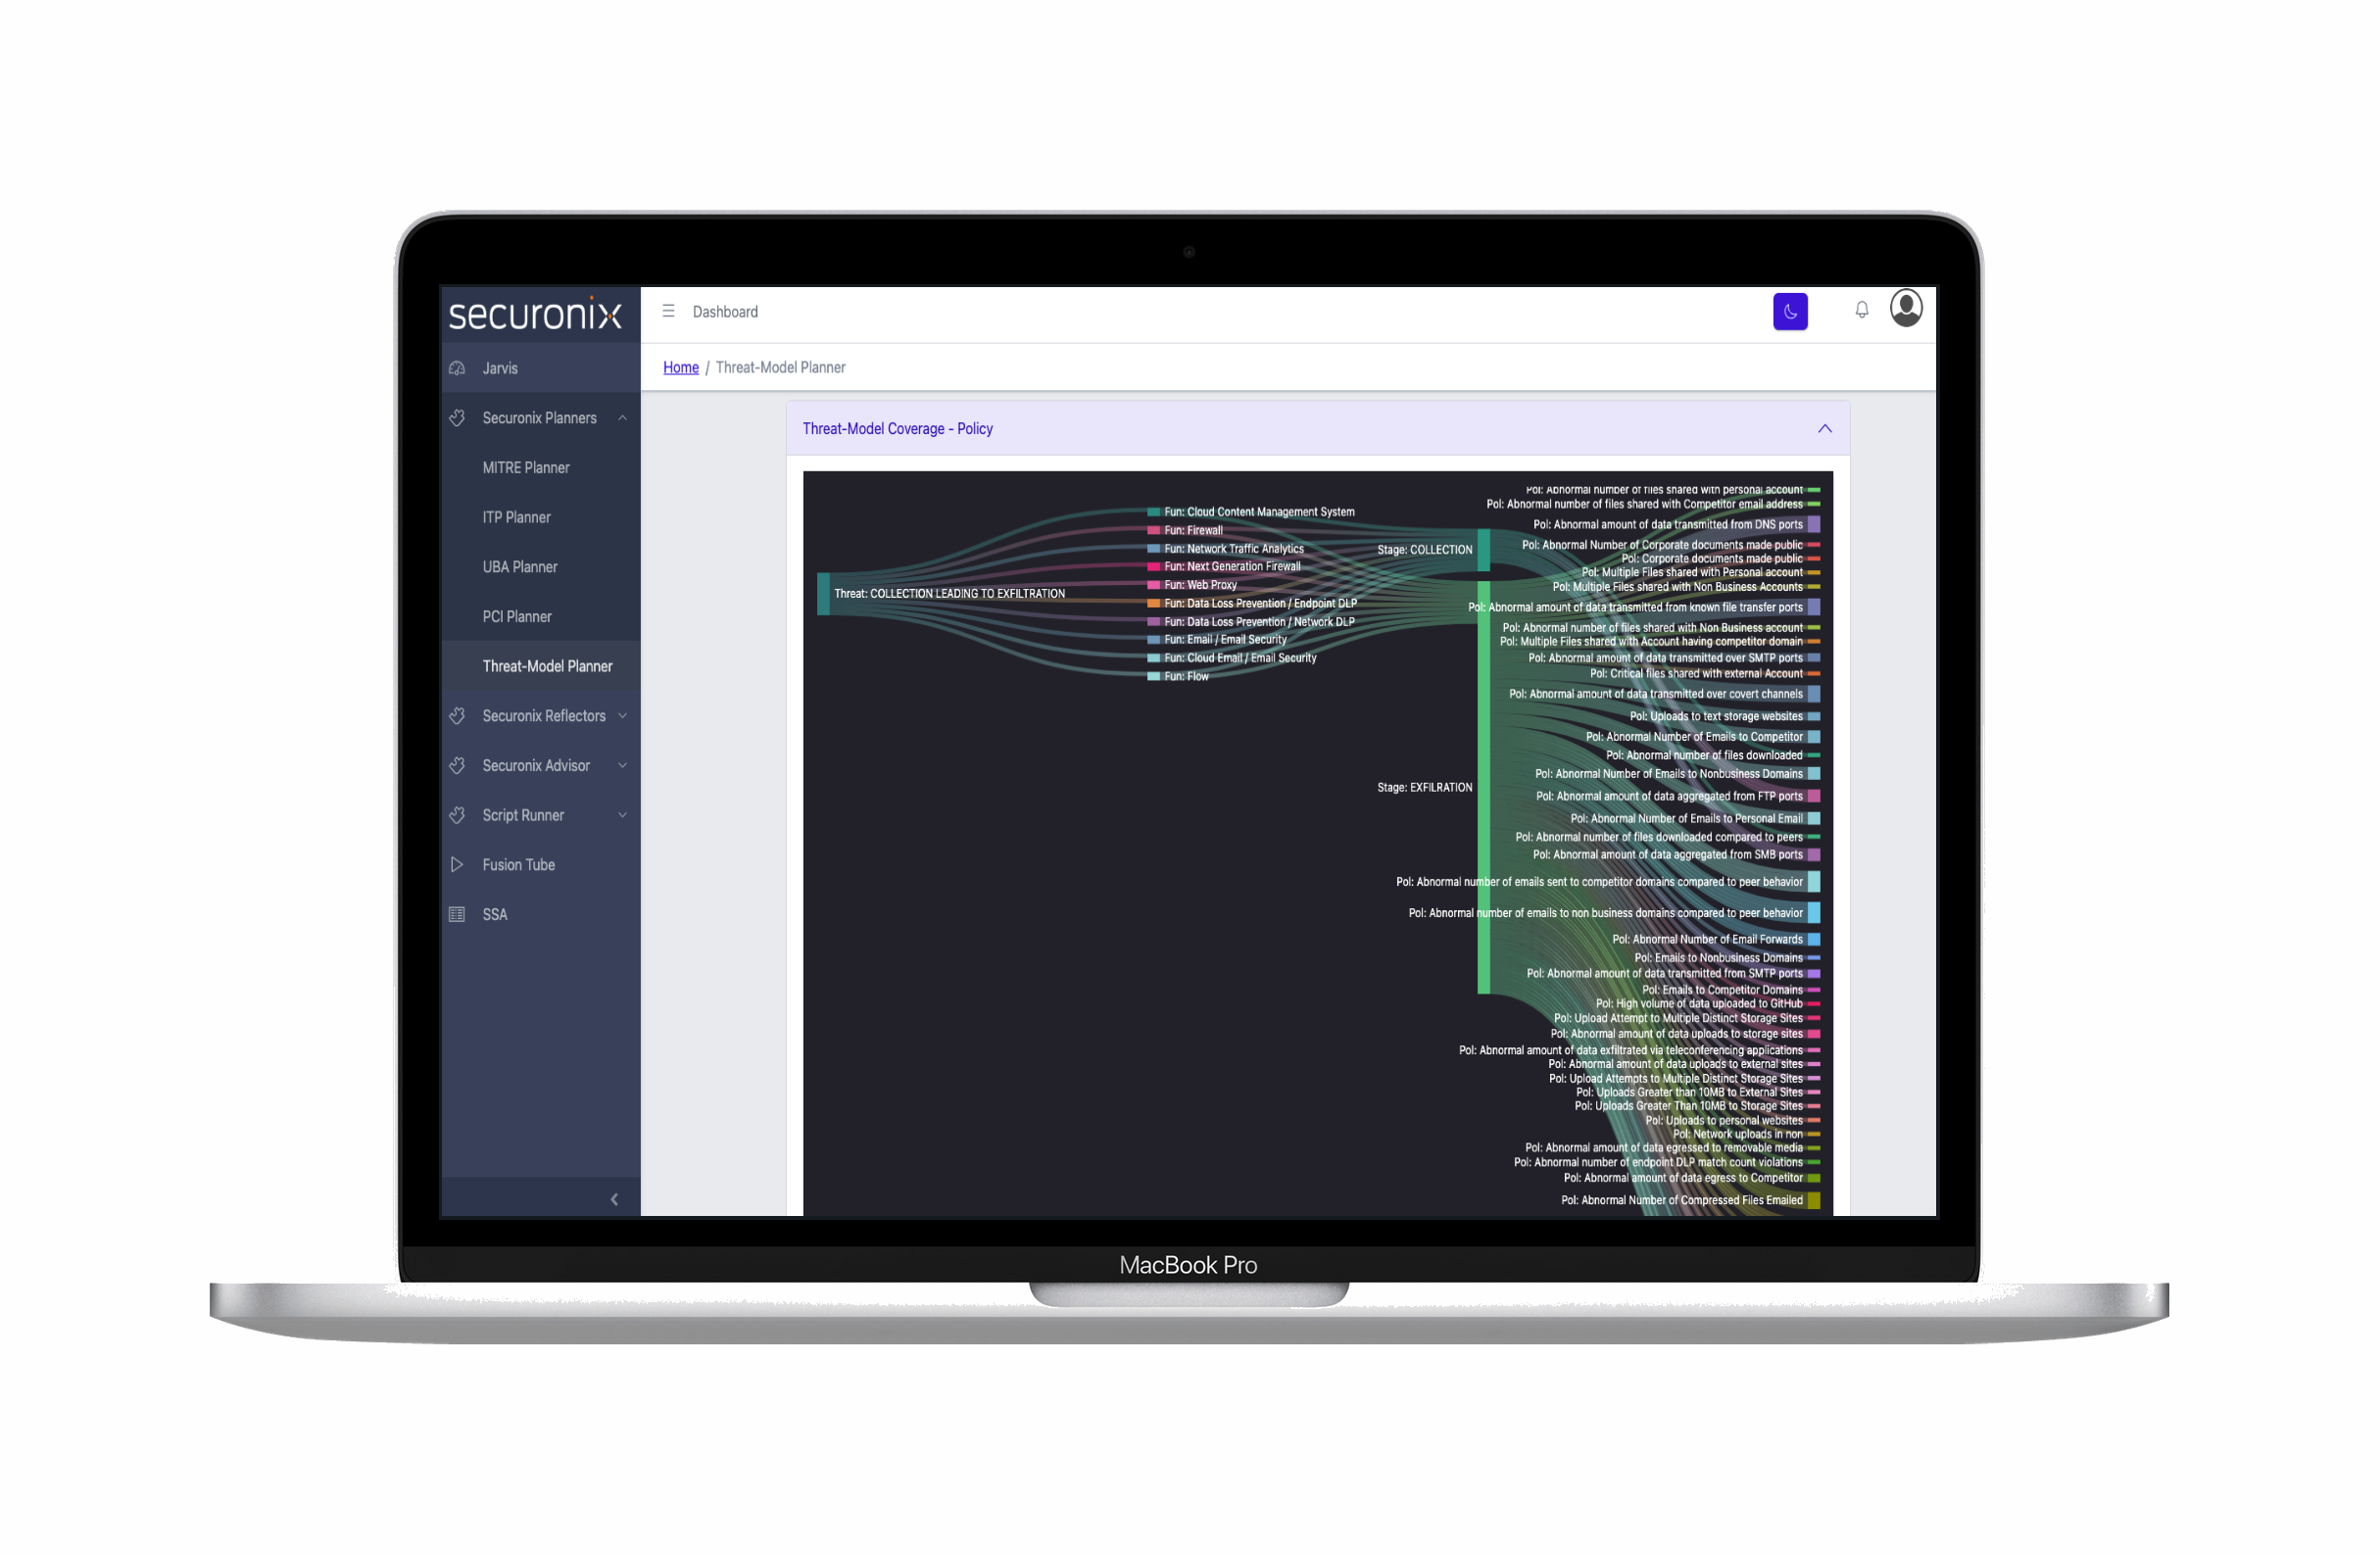 securonix
Dashboard
Home / Threat-Model Planner
Jarvis
Securonix Planners
MITRE Planner
ITP Planner
UBA Planner
PCI Planner
Threat-Model Planner
Securonix Reflectors
Securonix Advisor
Script Runner
Fusion Tube
SSA
Threat-Model Coverage - Policy
Threat: COLLECTION LEADING TO EXFILTRATION
Fun: Cloud Content Management System
Fun: Firewall
Fun: Network Traffic Analytics
Fun: Next Generation Firewall
Fun: Web Proxy
Fun: Data Loss Prevention / Endpoint DLP
Fun: Data Loss Prevention / Network DLP
Fun: Email / Email Security
Fun: Cloud Email / Email Security
Fun: Flow
Stage: COLLECTION
Stage: EXFILRATION
Pol: Abnormal number of files shared with personal account
Pol: Abnormal number of files shared with Competitor email address
Pol: Abnormal amount of data transmitted from DNS ports
Pol: Abnormal Number of Corporate documents made public
Pol: Corporate documents made public
Pol: Multiple Files shared with Personal account
Pol: Multiple Files shared with Non Business Accounts
Pol: Abnormal amount of data transmitted from known file transfer ports
Pol: Abnormal number of files shared with Non Business account
Pol: Multiple Files shared with Account having competitor domain
Pol: Abnormal amount of data transmitted over SMTP ports
Pol: Critical files shared with external Account
Pol: Abnormal amount of data transmitted over covert channels
Pol: Uploads to text storage websites
Pol: Abnormal Number of Emails to Competitor
Pol: Abnormal number of files downloaded
Pol: Abnormal Number of Emails to Nonbusiness Domains
Pol: Abnormal amount of data aggregated from FTP ports
Pol: Abnormal Number of Emails to Personal Email
Pol: Abnormal number of files downloaded compared to peers
Pol: Abnormal amount of data aggregated from SMB ports
Pol: Abnormal number of emails sent to competitor domains compared to peer behavior
Pol: Abnormal number of emails to non business domains compared to peer behavior
Pol: Abnormal Number of Email Forwards
Pol: Emails to Nonbusiness Domains
Pol: Abnormal amount of data transmitted from SMTP ports
Pol: Emails to Competitor Domains
Pol: High volume of data uploaded to GitHub
Pol: Upload Attempt to Multiple Distinct Storage Sites
Pol: Abnormal amount of data uploads to storage sites
Pol: Abnormal amount of data exfiltrated via teleconferencing applications
Pol: Abnormal amount of data uploads to external sites
Pol: Upload Attempts to Multiple Distinct Storage Sites
Pol: Uploads Greater than 10MB to External Sites
Pol: Uploads Greater Than 10MB to Storage Sites
Pol: Uploads to personal websites
Pol: Network uploads in non
Pol: Abnormal amount of data egressed to removable media
Pol: Abnormal number of endpoint DLP match count violations
Pol: Abnormal amount of data egress to Competitor
Pol: Abnormal Number of Compressed Files Emailed
MacBook Pro